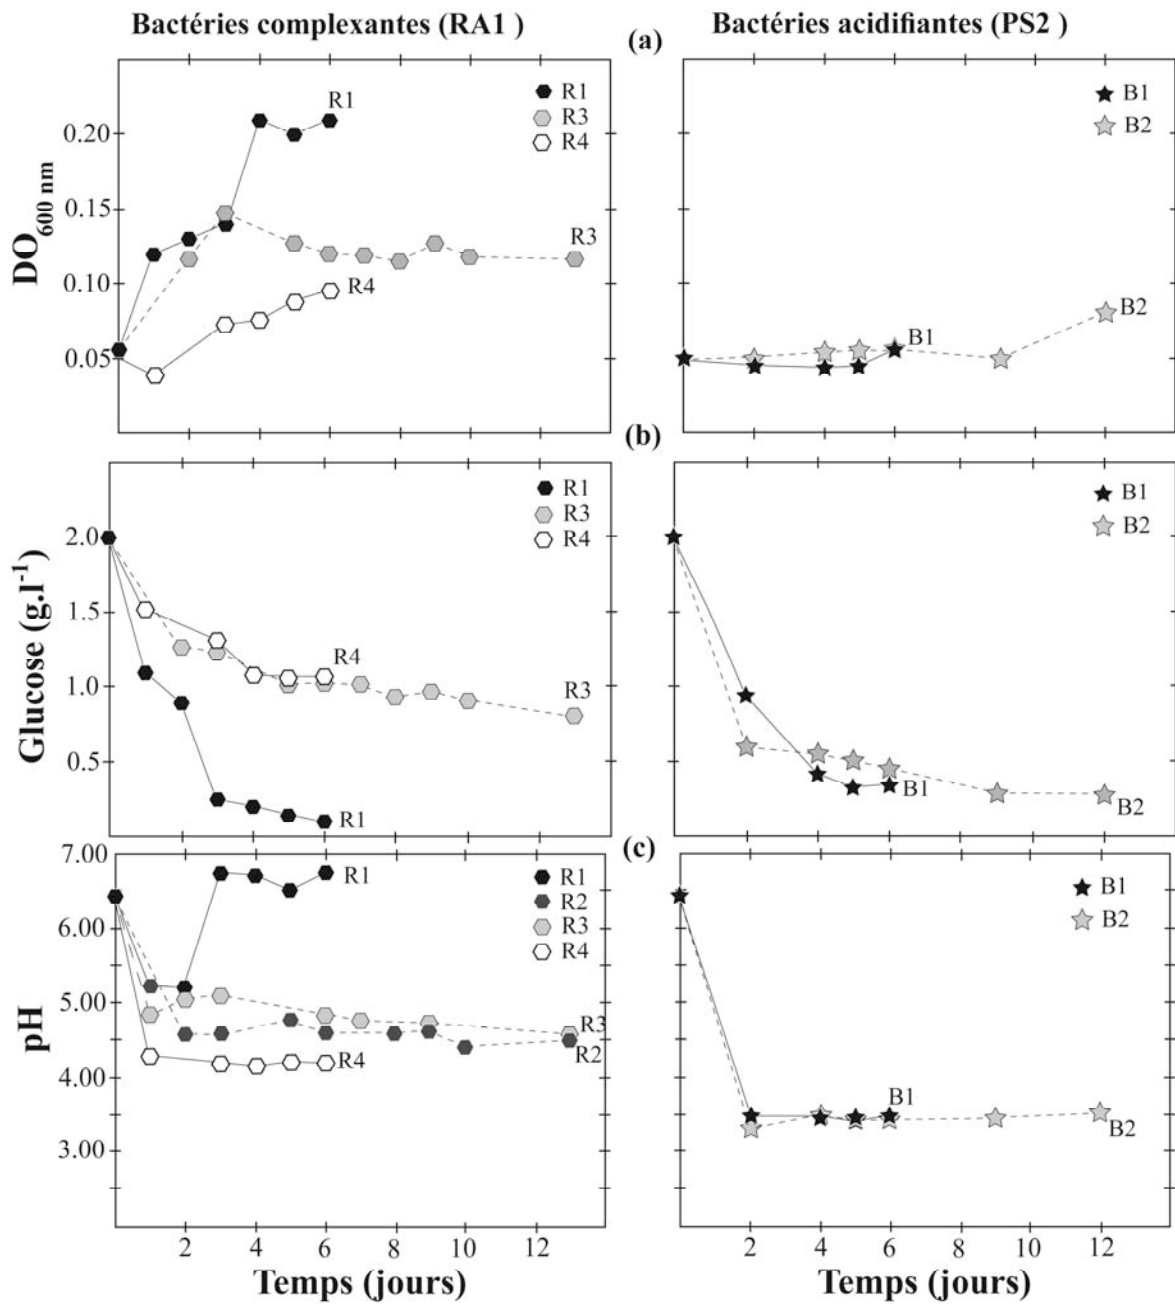 Bactéries complexantes (RA1 )
Bactéries acidifiantes (PS2 )
(a)
DO600 nm
0.20
0.15
0.10
0.05
R1
R3
R4
R1
R3
R4
B1
B2
B1
B2
(b)
Glucose (g.l-1)
2.0
1.5
1.0
0.5
R1
R3
R4
R4
R3
R1
B1
B2
B1
B2
(c)
pH
7.00
6.00
5.00
4.00
3.00
R1
R2
R3
R4
R1
R3
R2
R4
B1
B2
B1
B2
2 4 6 8 10 12
2 4 6 8 10 12
Temps (jours)
Temps (jours)